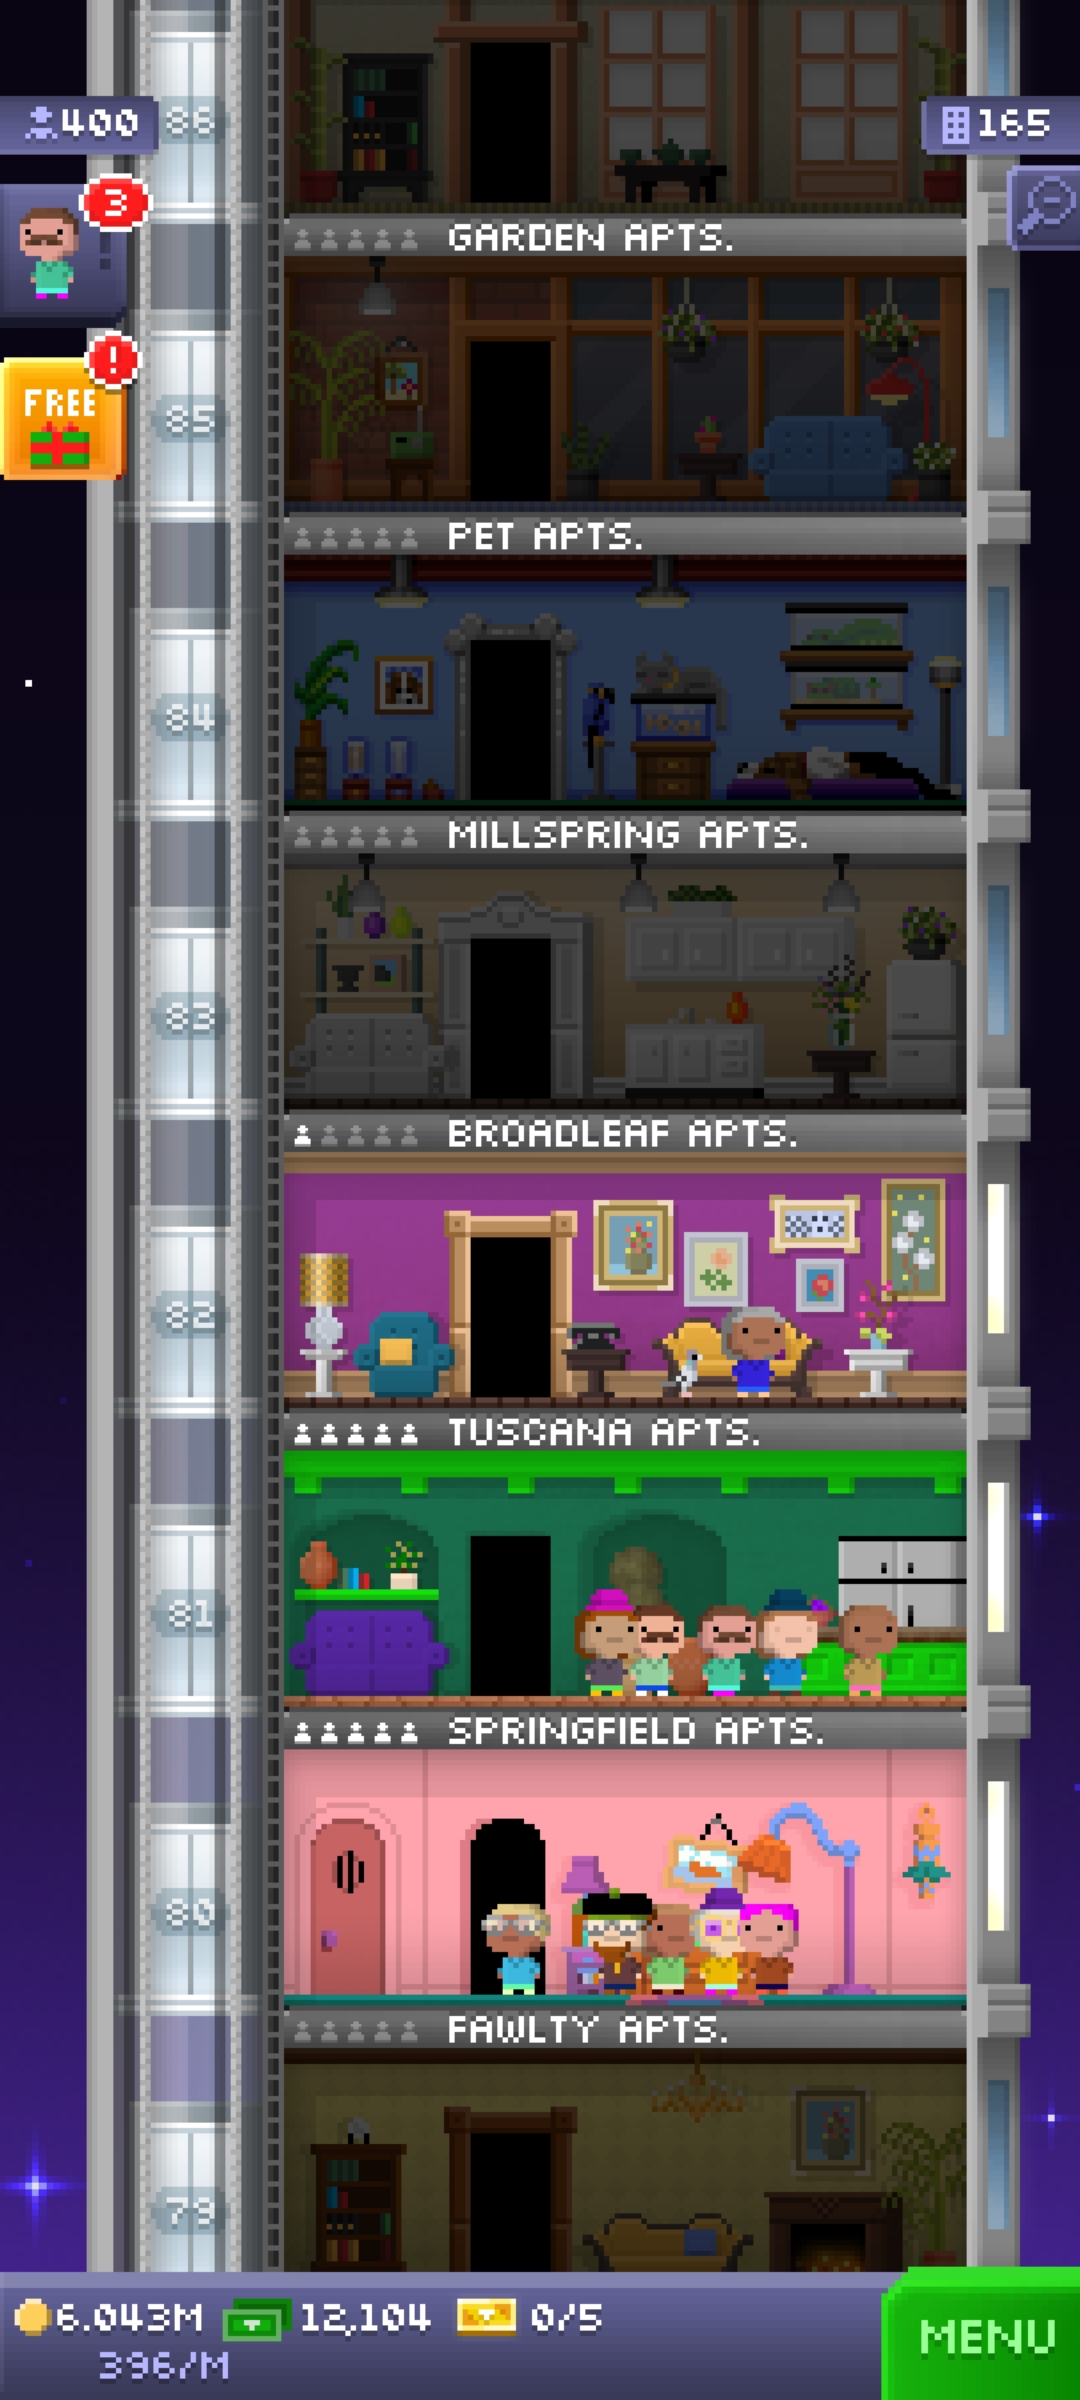 86
400
165
3
GARDEN APTS.
!
FREE
85
PET APTS.
84
MILLSPRING APTS.
83
BROADLEAF APTS.
82
TUSCANA APTS.
81
SPRINGFIELD APTS.
80
FAWLTY APTS.
79
6.043M 12,104 0/5
396/M
MENU